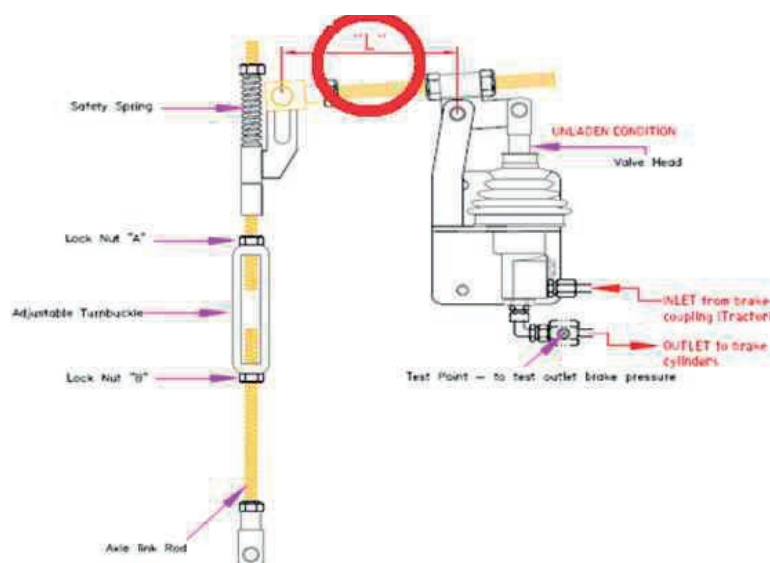 "L"
Safety Spring
UNLADEN CONDITION
Valve Head
Lock Nut "A"
Adjustable Turnbuckle
INLET from brake
coupling (Tractor)
OUTLET to brake
cylinders
Lock Nut "B"
Test Point – to test outlet brake pressure
Axle link Rod